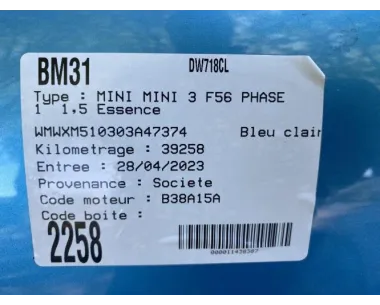 BM31 DW718CL
Type : MINI MINI 3 F56 PHASE
1 1,5 Essence
WMWXM510303A47374 Bleu clair
Kilometrage : 39258
Entree : 28/04/2023
Provenance : Societe
Code moteur : B38A15A
Code boite :
2258
000011438387